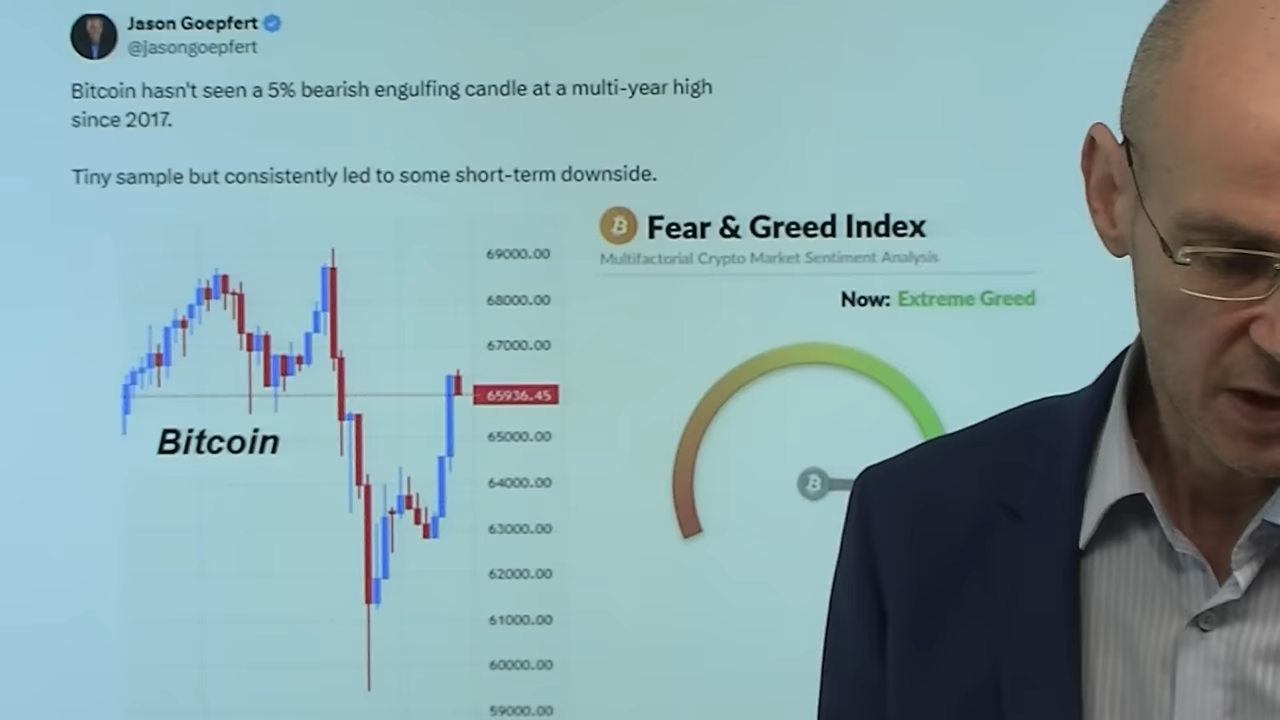 Jason Goepfert
@jasongoepfert
Bitcoin hasn't seen a 5% bearish engulfing candle at a multi-year high
since 2017.
Tiny sample but consistently led to some short-term downside.
Fear & Greed Index
Multifactorial Crypto Market Sentiment Analysis
Now: Extreme Greed
Bitcoin
69000.00
68000.00
67000.00
65936.45
65000.00
64000.00
63000.00
62000.00
61000.00
60000.00
59000.00